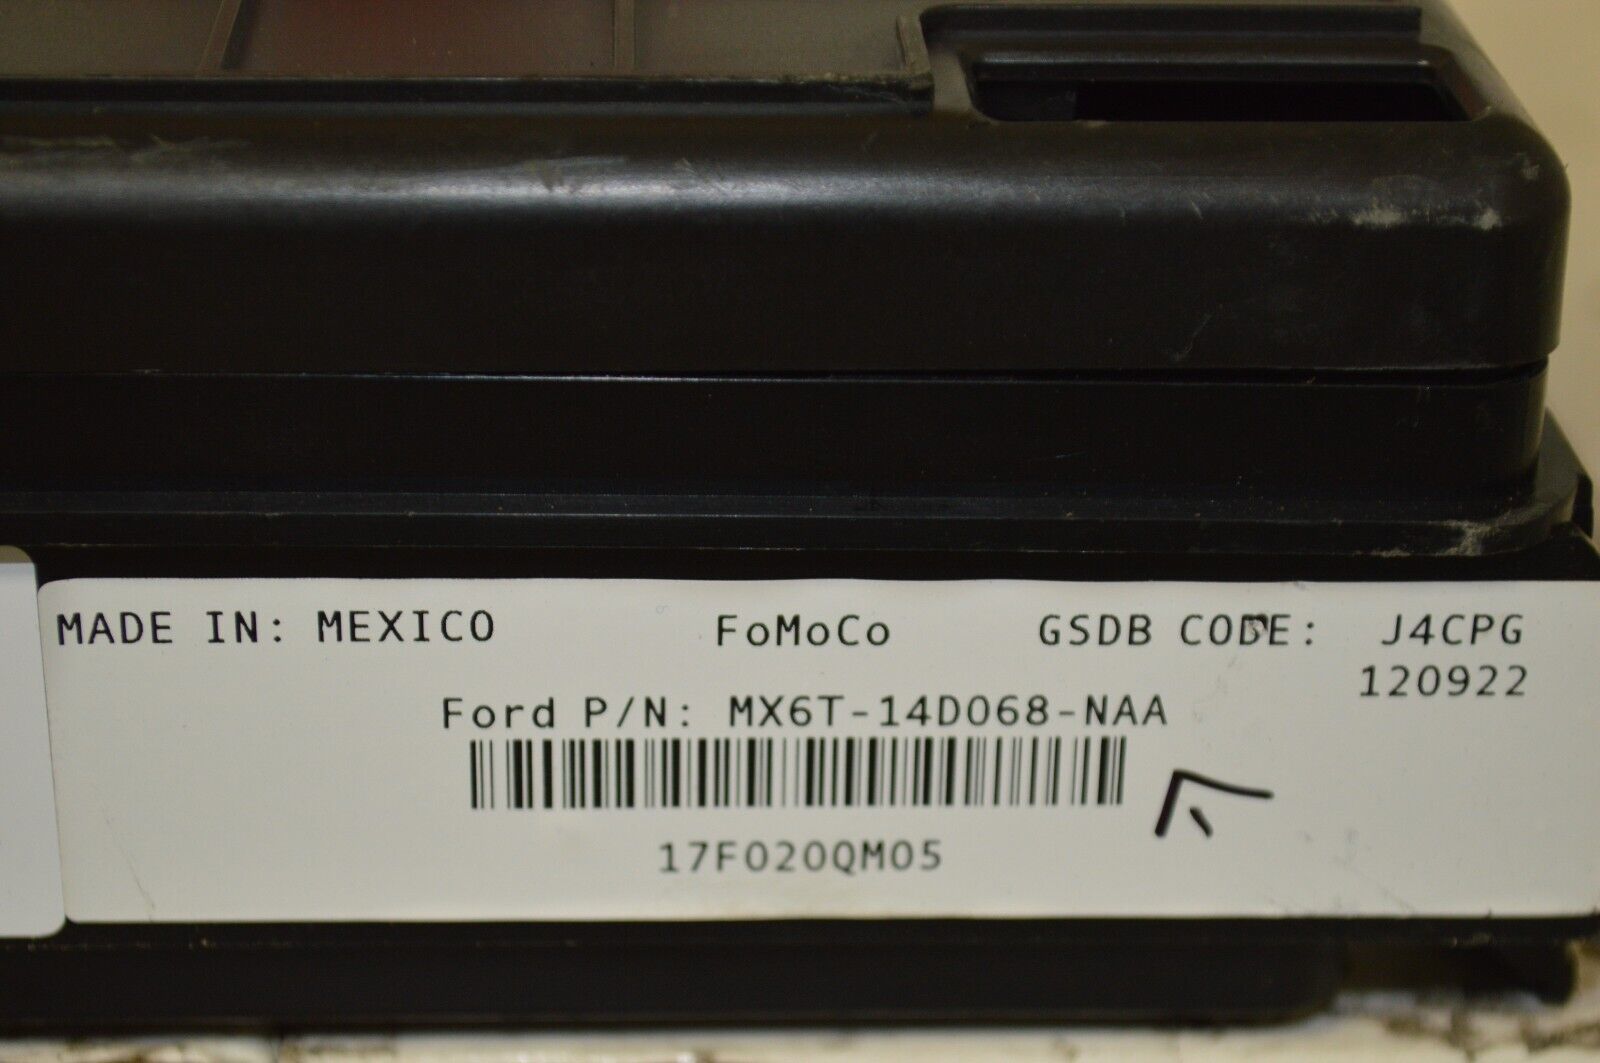 MADE IN: MEXICO FoMoCo GSDB CODE: J4CPG
120922
Ford P/N: MX6T-14D068-NAA
17F020QM05